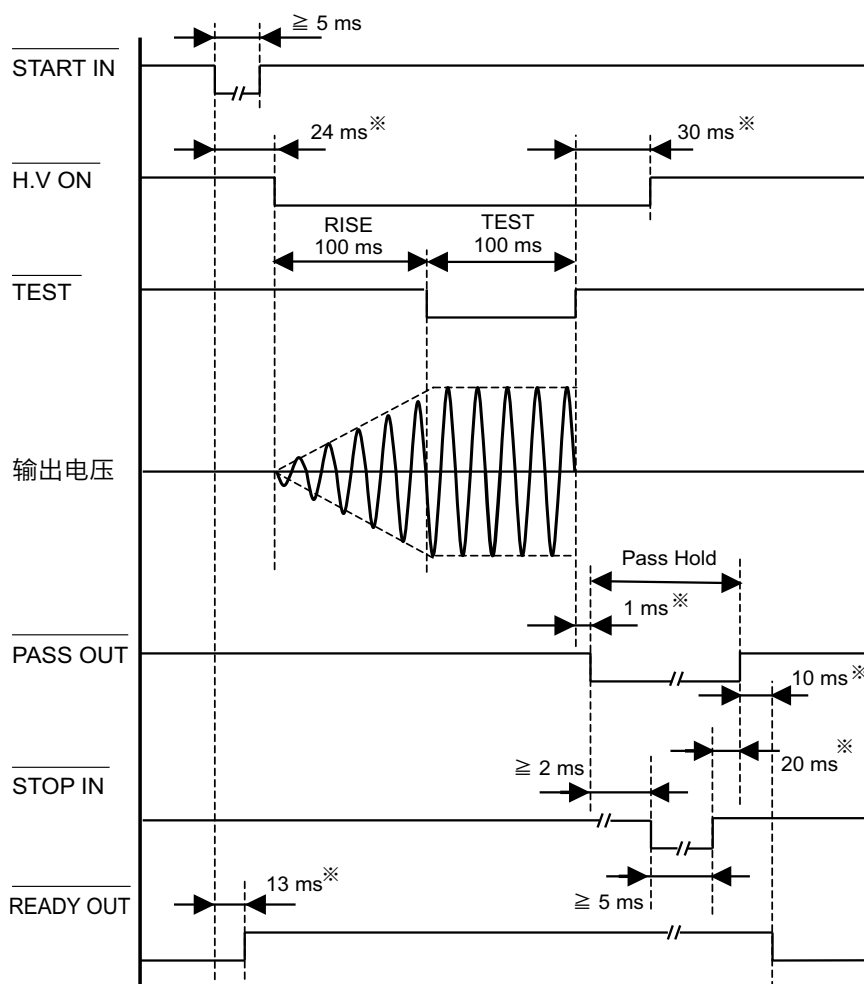 ≧ 5 ms
START IN
24 ms※
30 ms※
H.V ON
RISE
100 ms
TEST
100 ms
TEST
输出电压
Pass Hold
1 ms※
PASS OUT
10 ms※
20 ms※
≧ 2 ms
STOP IN
13 ms※
≧ 5 ms
READY OUT